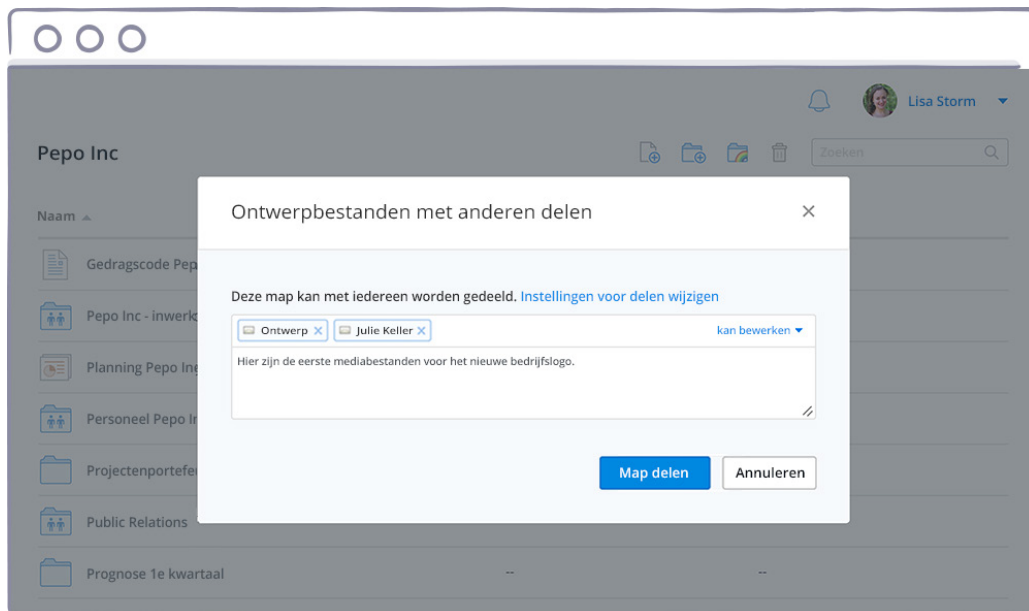 Lisa Storm
Pepo Inc
Zoeken
Naam
Ontwerpbestanden met anderen delen
Gedragscode Pep
Deze map kan met iedereen worden gedeeld. Instellingen voor delen wijzigen
Pepo Inc - inwerk
Ontwerp Julie Keller kan bewerken
Hier zijn de eerste mediabestanden voor het nieuwe bedrijfslogo.
Planning Pepo Inc
Personeel Pepo In
Projectenportefeu
Map delen Annuleren
Public Relations
Prognose 1e kwartaal -- --